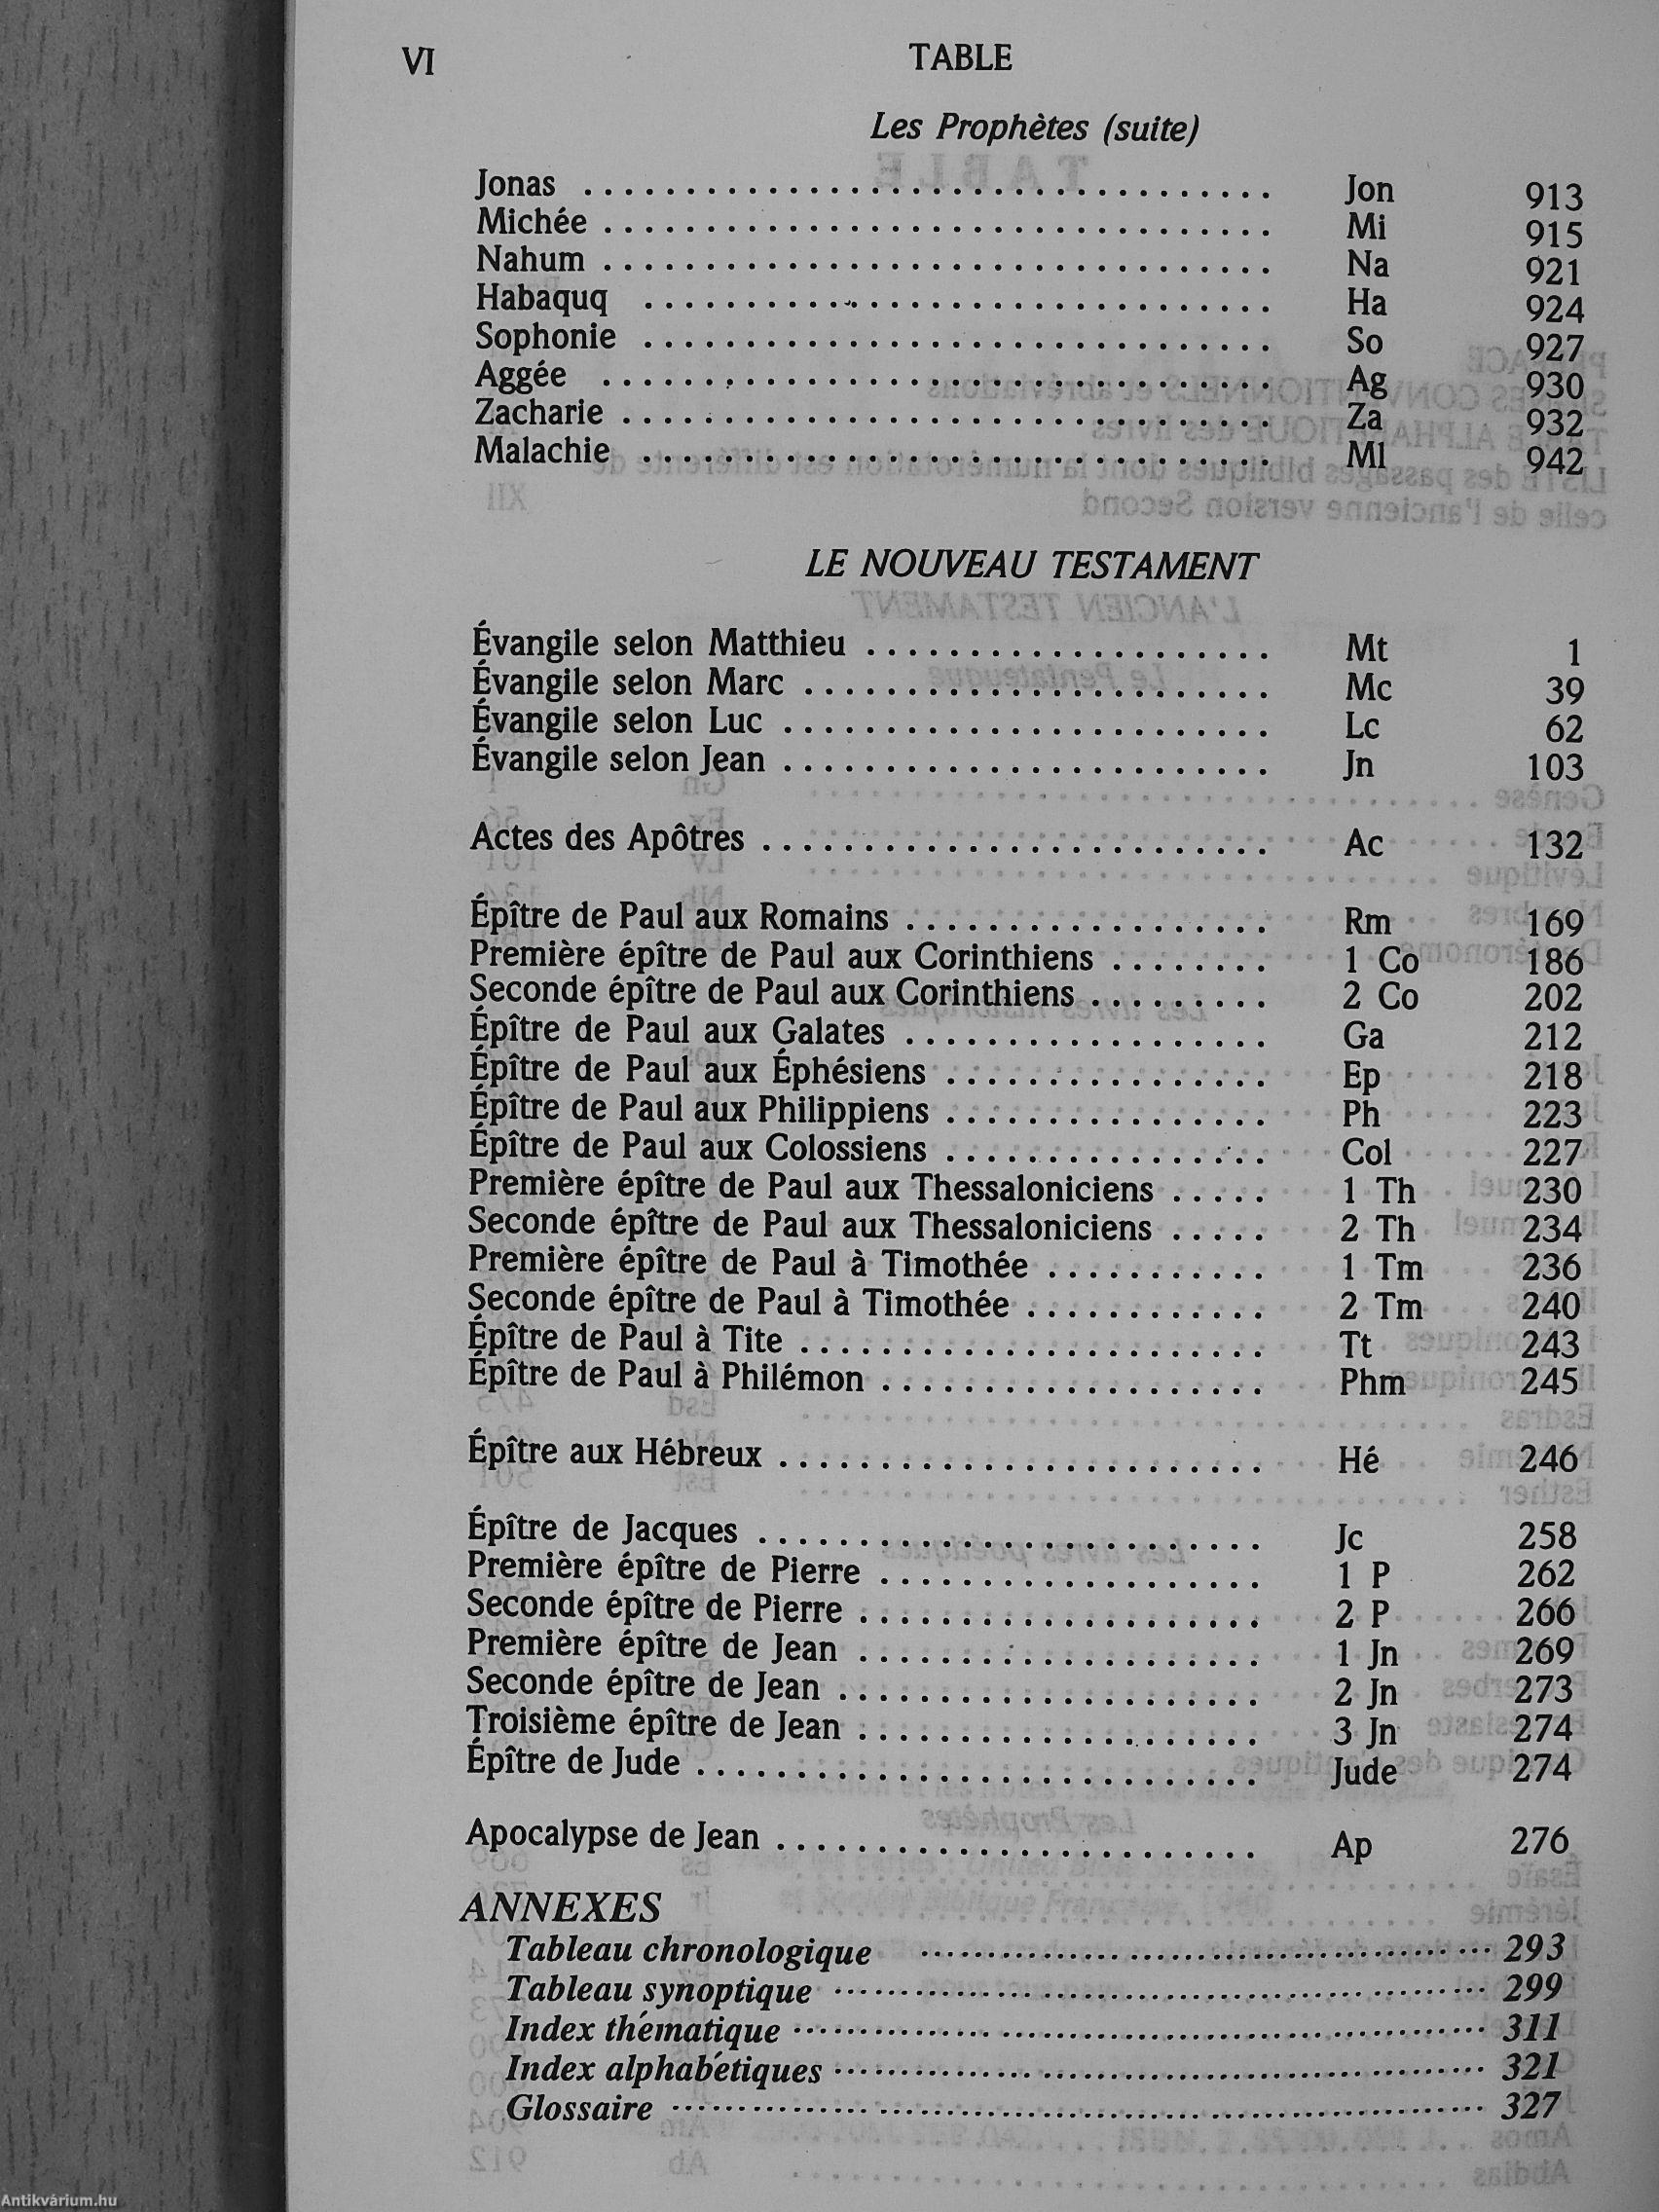 VI TABLE
Les Prophètes (suite)
Jonas .................................. Jon 913
Michée ................................. Mi 915
Nahum ................................. Na 921
Habaquq ............................... Ha 924
Sophonie ............................... So 927
Aggée ................................. Ag 930
Zacharie ................................ Za 932
Malachie ............................... Ml 942
LE NOUVEAU TESTAMENT
Évangile selon Matthieu .................... Mt 1
Évangile selon Marc ....................... Mc 39
Évangile selon Luc ........................ Lc 62
Évangile selon Jean ........................ Jn 103
Actes des Apôtres ......................... Ac 132
Épître de Paul aux Romains .................. Rm 169
Première épître de Paul aux Corinthiens ........ 1 Co 186
Seconde épître de Paul aux Corinthiens ......... 2 Co 202
Épître de Paul aux Galates .................. Ga 212
Épître de Paul aux Éphésiens ................ Ep 218
Épître de Paul aux Philippiens ................ Ph 223
Épître de Paul aux Colossiens ................ Col 227
Première épître de Paul aux Thessaloniciens ..... 1 Th 230
Seconde épître de Paul aux Thessaloniciens ..... 2 Th 234
Première épître de Paul à Timothée ........... 1 Tm 236
Seconde épître de Paul à Timothée ............ 2 Tm 240
Épître de Paul à Tite ....................... Tt 243
Épître de Paul à Philémon ................... Phm 245
Épître aux Hébreux ........................ Hé 246
Épître de Jacques ......................... Jc 258
Première épître de Pierre ................... 1 P 262
Seconde épître de Pierre .................... 2 P 266
Première épître de Jean ..................... 1 Jn 269
Seconde épître de Jean ..................... 2 Jn 273
Troisième épître de Jean .................... 3 Jn 274
Épître de Jude ............................ Jude 274
Apocalypse de Jean ........................ Ap 276
ANNEXES
Tableau chronologique ........................ 293
Tableau synoptique ........................ 299
Index thématique ........................ 311
Index alphabétiques ........................ 321
Glossaire ........................ 327
Antikvárium.hu